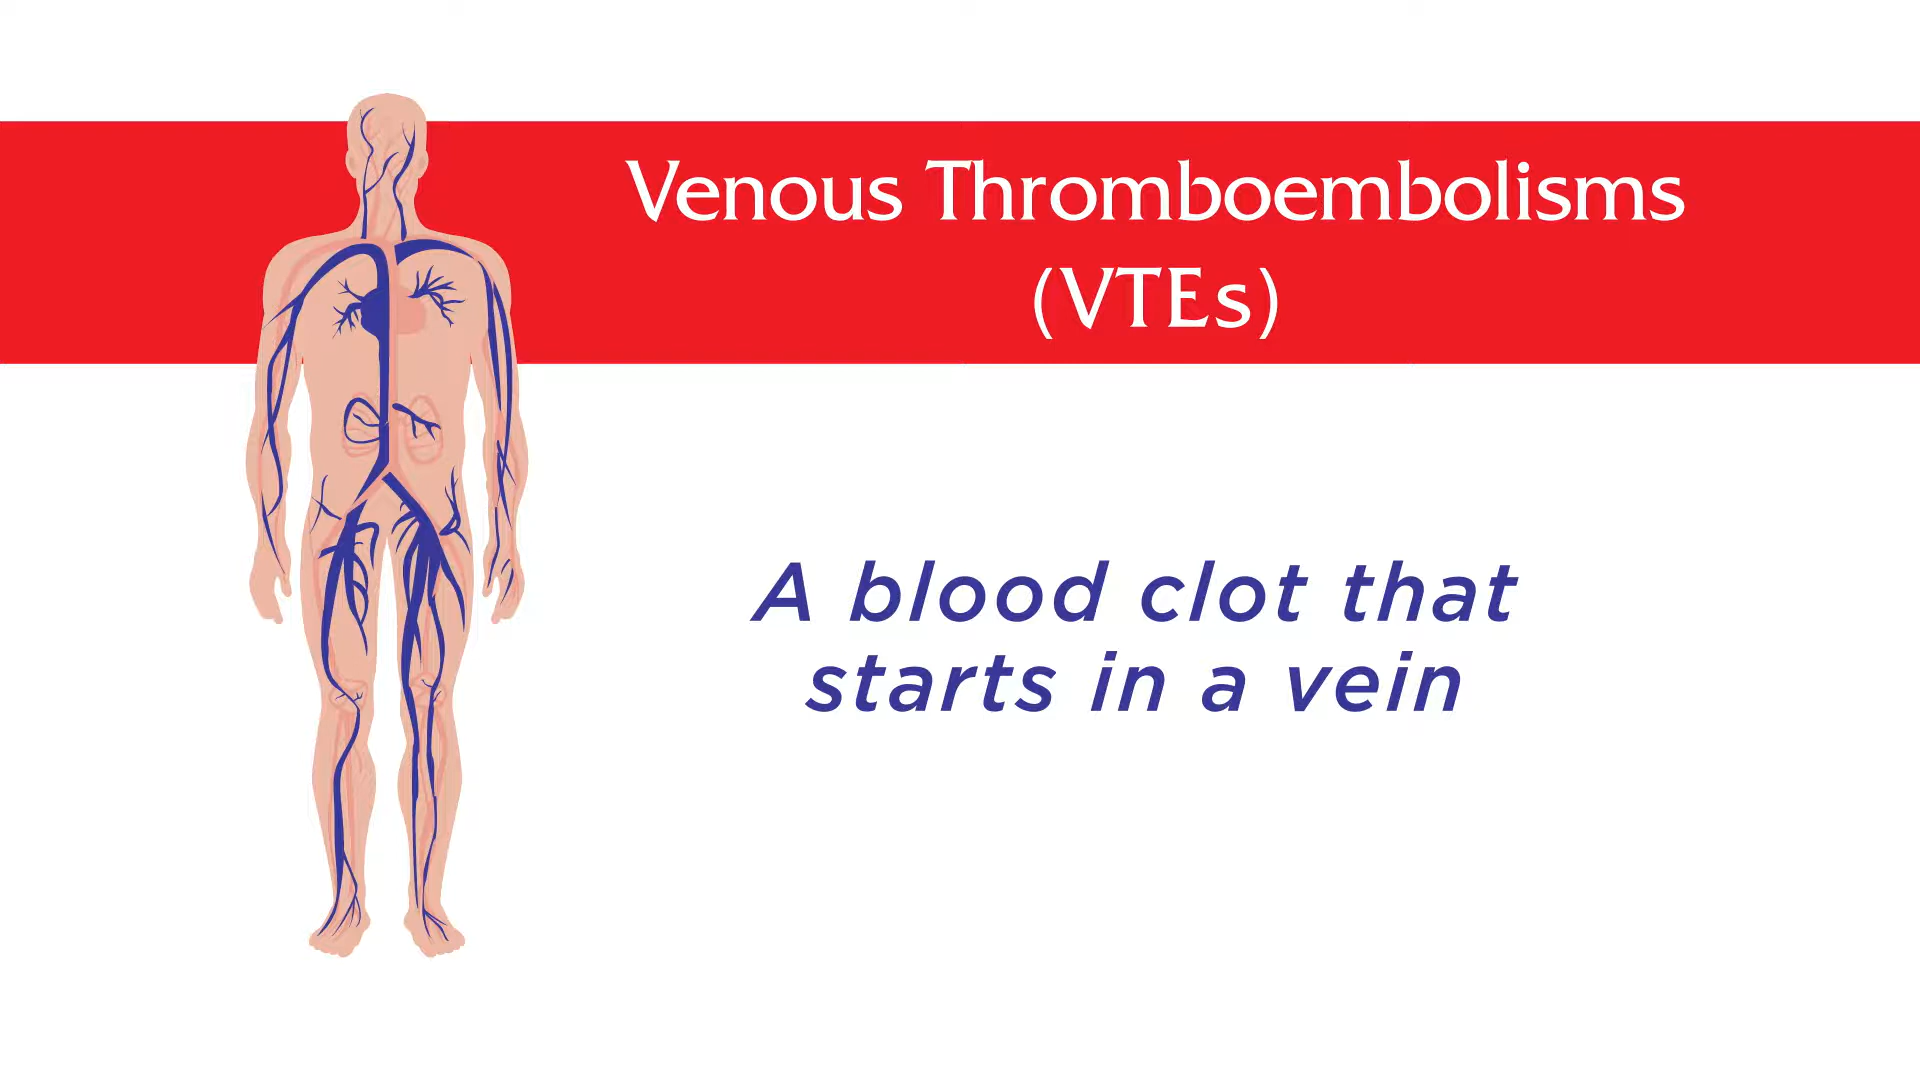 Venous Thromboembolisms
(VTEs)
A blood clot that
starts in a vein